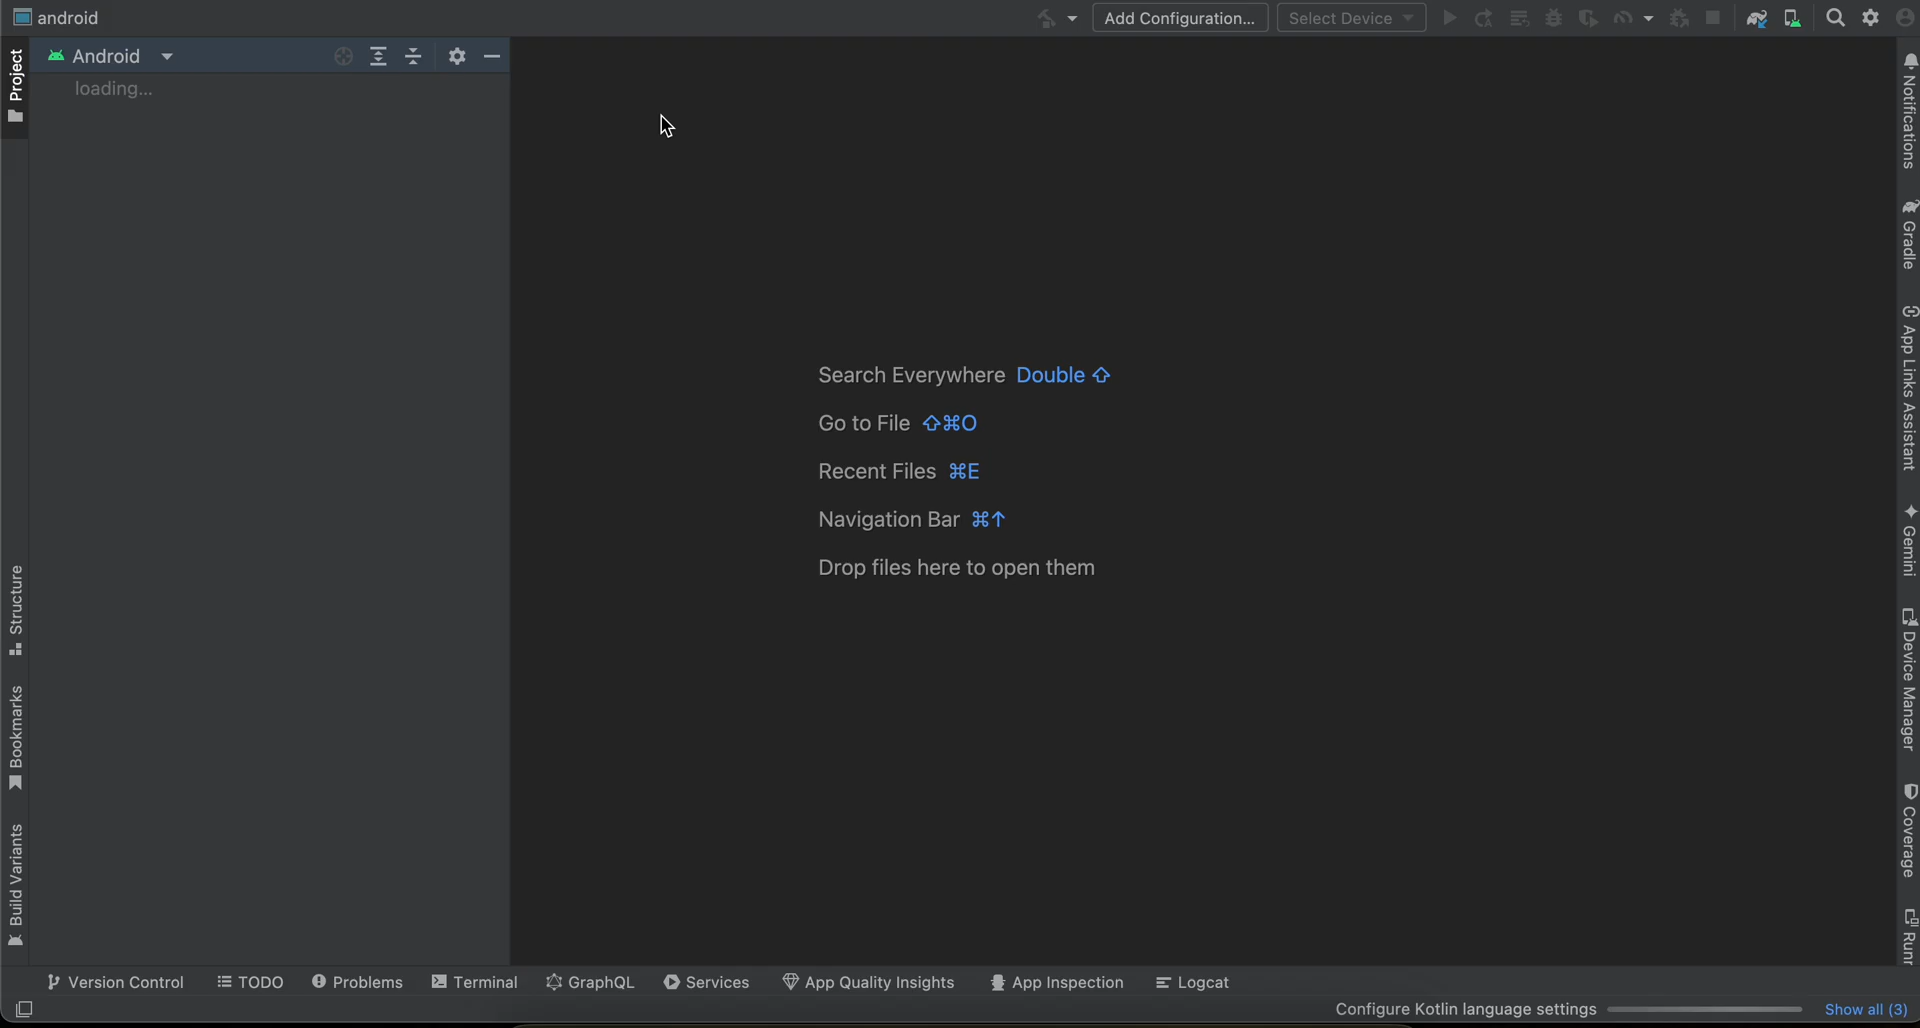 android
Add Configuration...
Select Device
Android
loading...
Project
Structure
Bookmarks
Build Variants
Search Everywhere Double ⇧
Go to File ⇧⌘O
Recent Files ⌘E
Navigation Bar ⌘↑
Drop files here to open them
Notifications
Gradle
App Links Assistant
Gemini
Device Manager
Coverage
Version Control
TODO
Problems
Terminal
GraphQL
Services
App Quality Insights
App Inspection
Logcat
Configure Kotlin language settings
Show all (3)